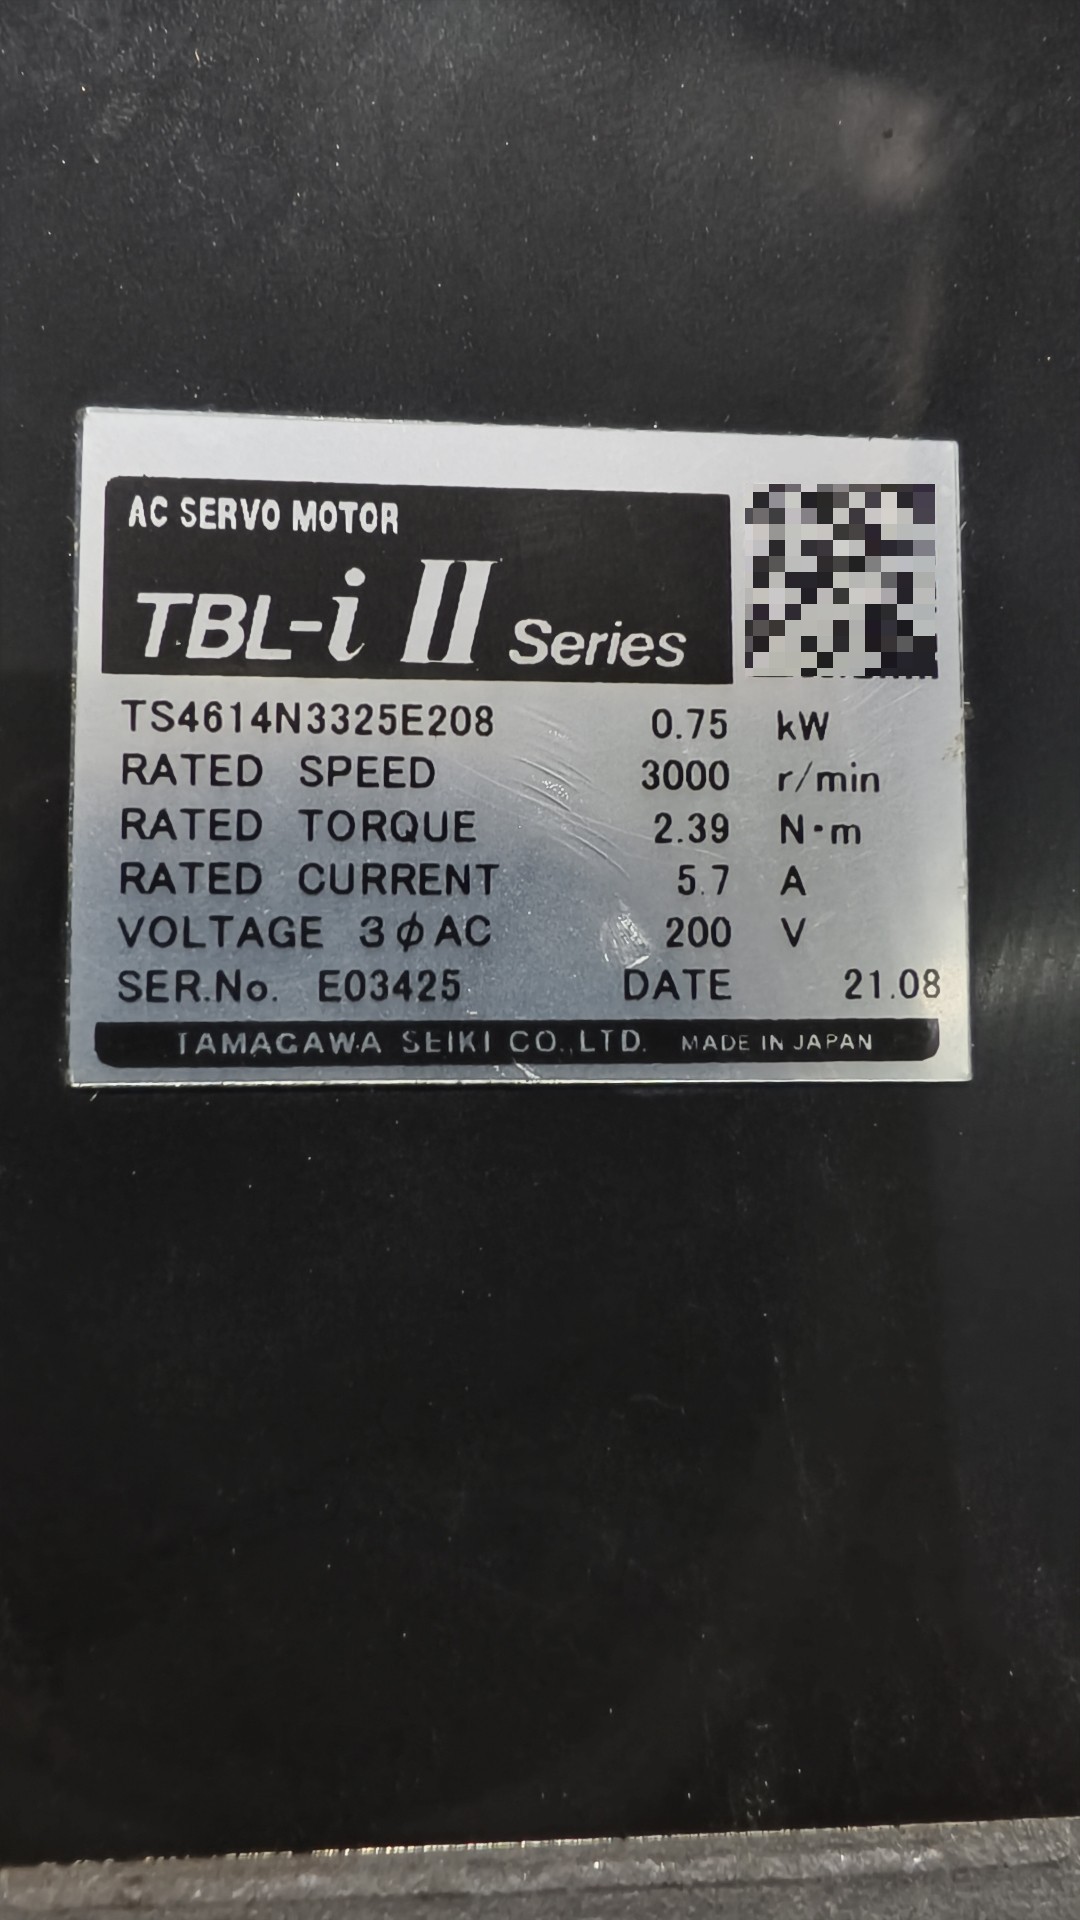 AC SERVO MOTOR
TBL-i II Series
TS4614N3325E208 0.75 kW
RATED SPEED 3000 r/min
RATED TORQUE 2.39 N·m
RATED CURRENT 5.7 A
VOLTAGE 3ϕAC 200 V
SER.No. E03425 DATE 21.08
TAMAGAWA SEIKI CO.,LTD. MADE IN JAPAN